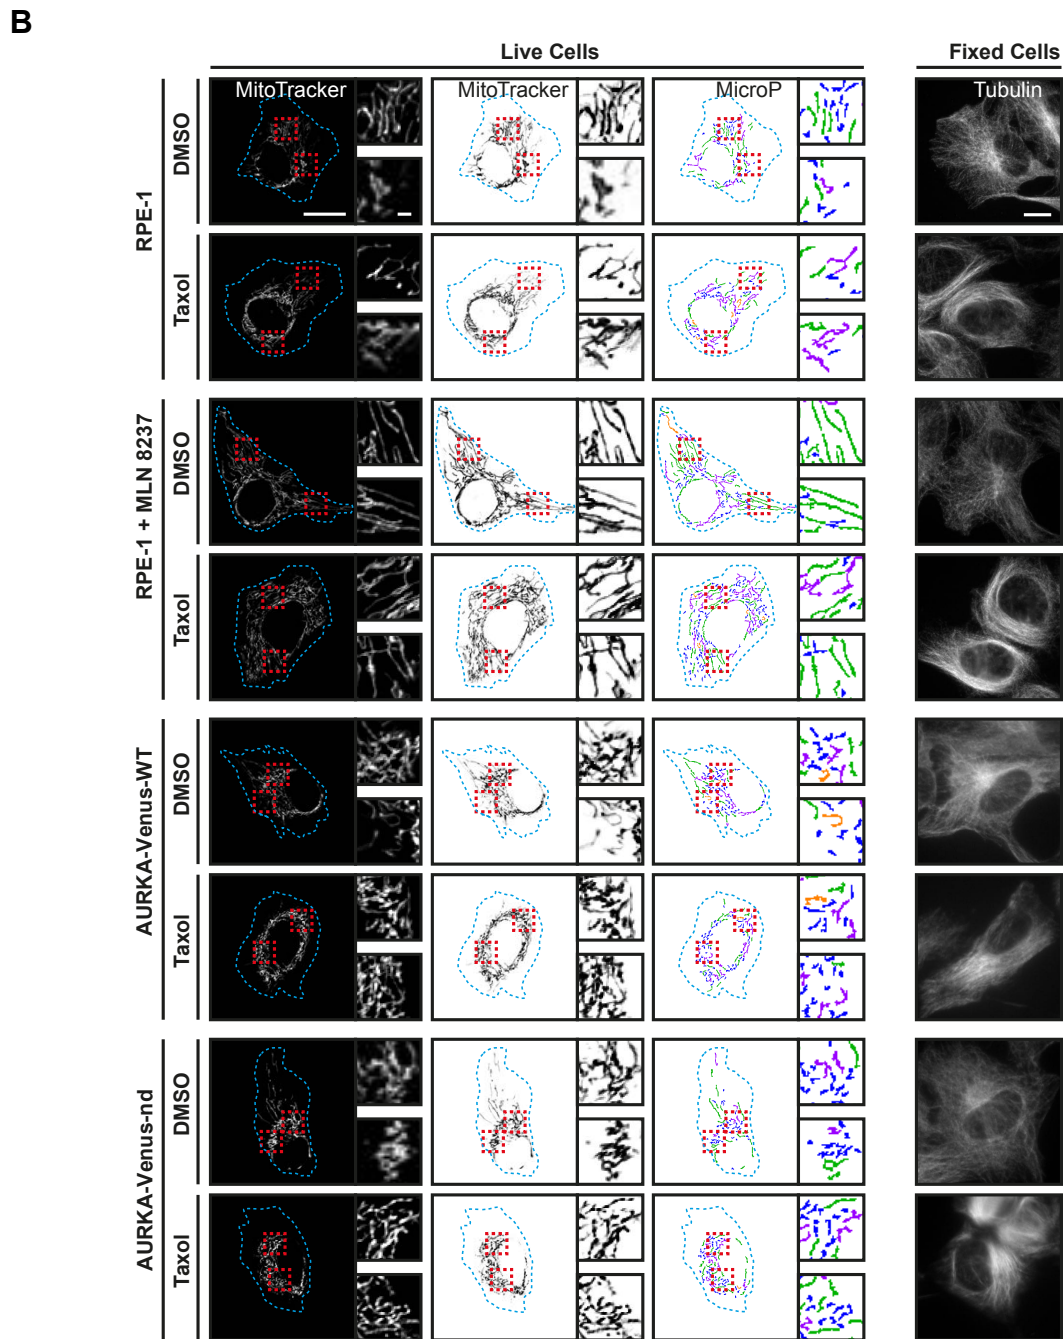 B
Live Cells
Fixed Cells
MitoTracker
MitoTracker
MicroP
Tubulin
RPE-1
DMSO
Taxol
RPE-1 + MLN 8237
DMSO
Taxol
AURKA-Venus-WT
DMSO
Taxol
AURKA-Venus-nd
DMSO
Taxol